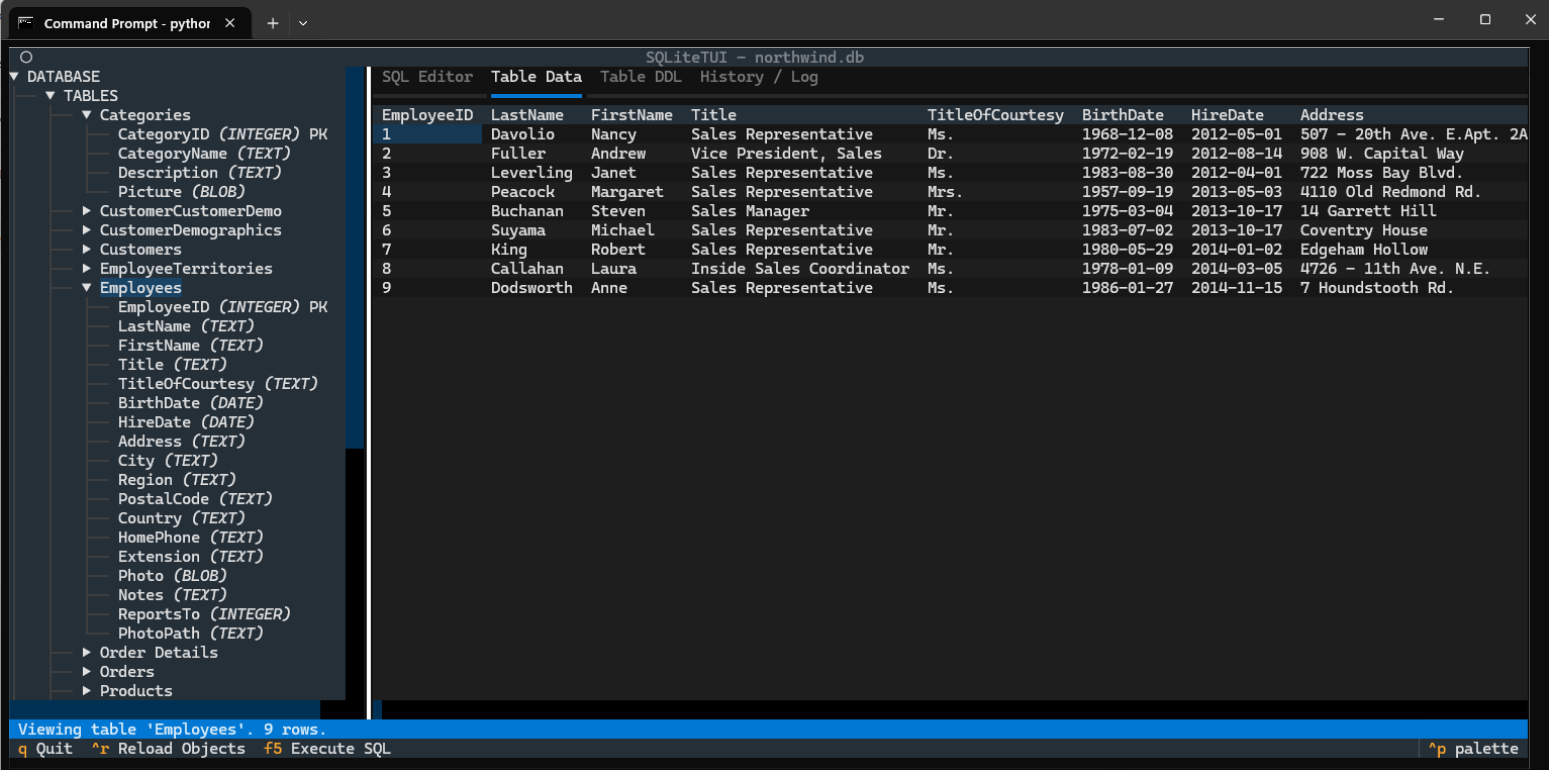 Command Prompt - python
SQLiteTUI — northwind.db
DATABASE
TABLES
Categories
CategoryID (INTEGER) PK
CategoryName (TEXT)
Description (TEXT)
Picture (BLOB)
CustomerCustomerDemo
CustomerDemographics
Customers
EmployeeTerritories
Employees
EmployeeID (INTEGER) PK
LastName (TEXT)
FirstName (TEXT)
Title (TEXT)
TitleOfCourtesy (TEXT)
BirthDate (DATE)
HireDate (DATE)
Address (TEXT)
City (TEXT)
Region (TEXT)
PostalCode (TEXT)
Country (TEXT)
HomePhone (TEXT)
Extension (TEXT)
Photo (BLOB)
Notes (TEXT)
ReportsTo (INTEGER)
PhotoPath (TEXT)
Order Details
Orders
Products
SQL Editor Table Data Table DDL History / Log
EmployeeID LastName FirstName Title TitleOfCourtesy BirthDate HireDate Address
1 Davolio Nancy Sales Representative Ms. 1968-12-08 2012-05-01 507 - 20th Ave. E.Apt. 2A
2 Fuller Andrew Vice President, Sales Dr. 1972-02-19 2012-08-14 908 W. Capital Way
3 Leverling Janet Sales Representative Ms. 1983-08-30 2012-04-01 722 Moss Bay Blvd.
4 Peacock Margaret Sales Representative Mrs. 1957-09-19 2013-05-03 4110 Old Redmond Rd.
5 Buchanan Steven Sales Manager Mr. 1975-03-04 2013-10-17 14 Garrett Hill
6 Suyama Michael Sales Representative Mr. 1983-07-02 2013-10-17 Coventry House
7 King Robert Sales Representative Mr. 1980-05-29 2014-01-02 Edgeham Hollow
8 Callahan Laura Inside Sales Coordinator Ms. 1978-01-09 2014-03-05 4726 - 11th Ave. N.E.
9 Dodsworth Anne Sales Representative Ms. 1986-01-27 2014-11-15 7 Houndstooth Rd.
Viewing table 'Employees'. 9 rows.
q Quit ^r Reload Objects f5 Execute SQL ^p palette